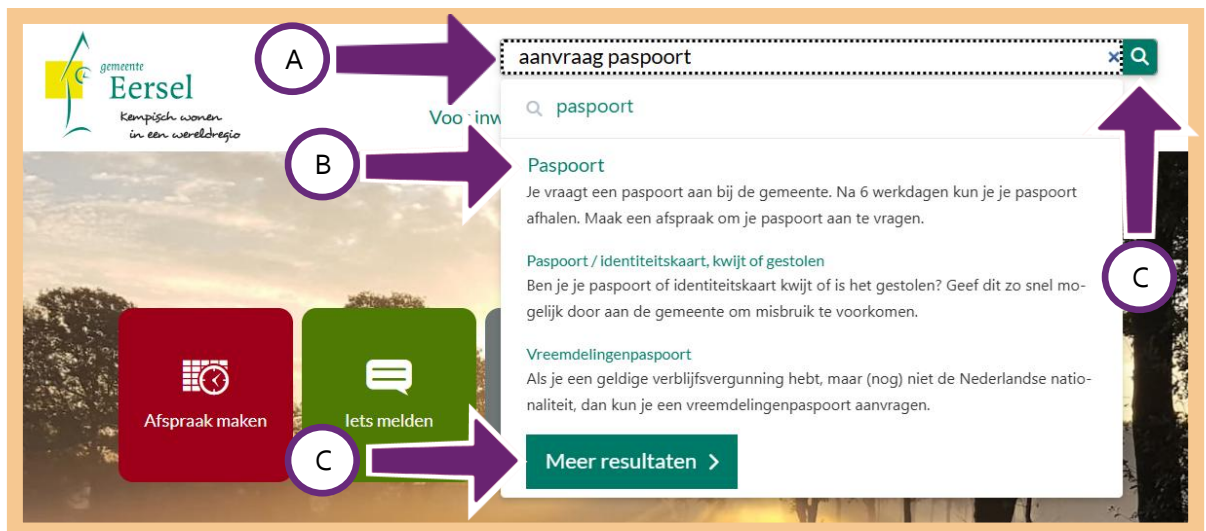 A
aanvraag paspoort
×
gemeente
Eersel
Kempisch wonen
in een wereldregio
Voor inw
paspoort
B
Paspoort
Je vraagt een paspoort aan bij de gemeente. Na 6 werkdagen kun je je paspoort
afhalen. Maak een afspraak om je paspoort aan te vragen.
Paspoort / identiteitskaart, kwijt of gestolen
Ben je je paspoort of identiteitskaart kwijt of is het gestolen? Geef dit zo snel mo-
gelijk door aan de gemeente om misbruik te voorkomen.
C
Vreemdelingenpaspoort
Als je een geldige verblijfsvergunning hebt, maar (nog) niet de Nederlandse natio-
naliteit, dan kun je een vreemdelingenpaspoort aanvragen.
Afspraak maken
Iets melden
C
Meer resultaten >